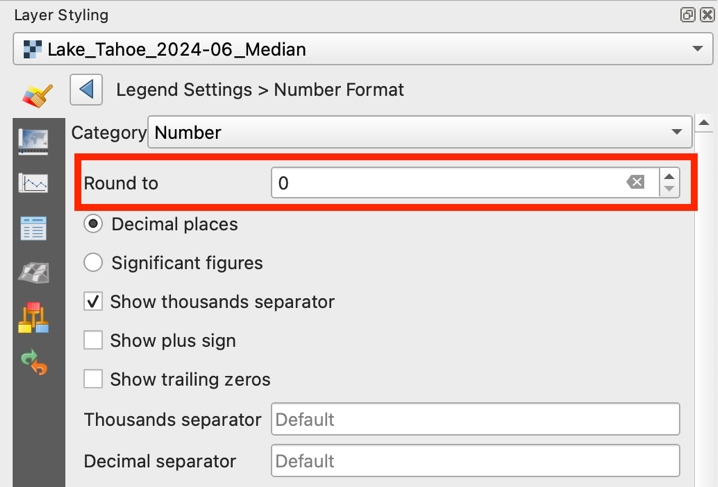 Layer Styling
Lake_Tahoe_2024-06_Median
Legend Settings > Number Format
Category Number
Round to 0
Decimal places
Significant figures
Show thousands separator
Show plus sign
Show trailing zeros
Thousands separator Default
Decimal separator Default